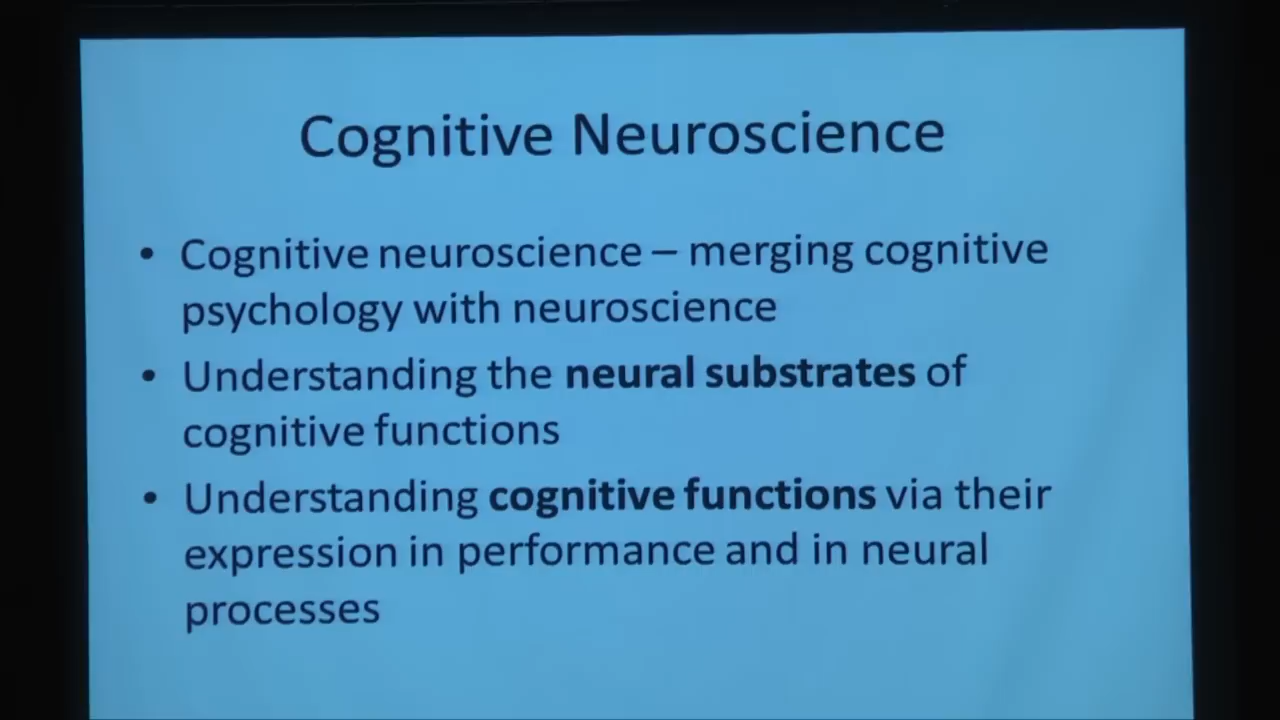 Cognitive Neuroscience
• Cognitive neuroscience – merging cognitive
psychology with neuroscience
• Understanding the neural substrates of
cognitive functions
• Understanding cognitive functions via their
expression in performance and in neural
processes